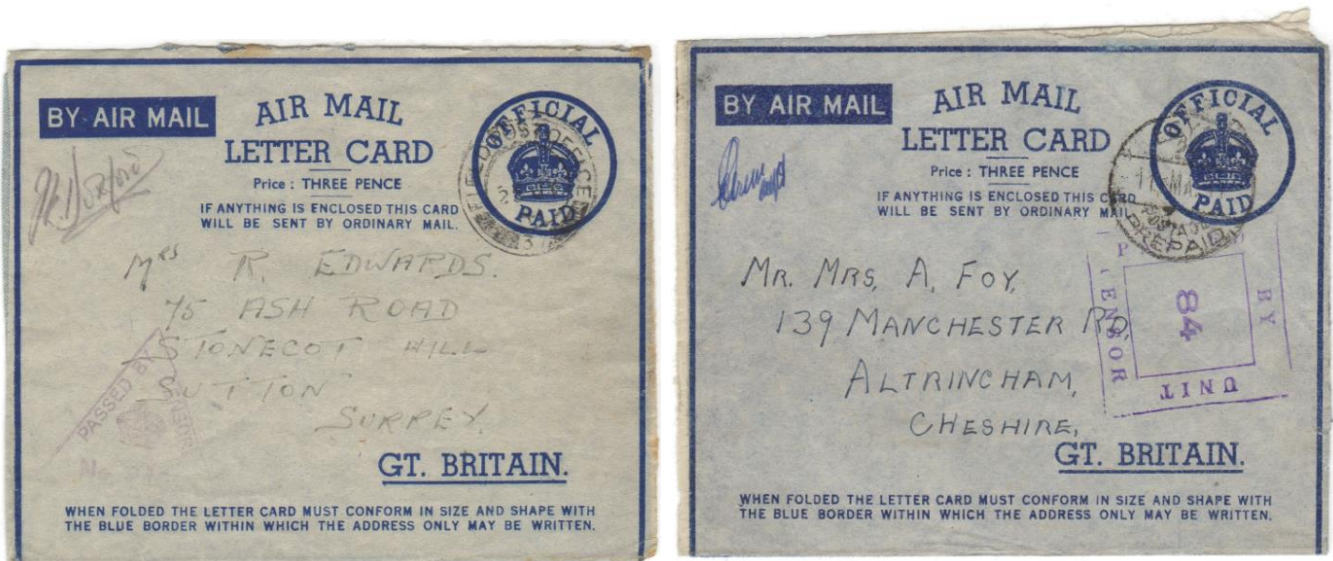 BY AIR MAIL
AIR MAIL
LETTER CARD
Price : THREE PENCE
IF ANYTHING IS ENCLOSED THIS CARD
WILL BE SENT BY ORDINARY MAIL.
OFFICIAL
PAID
Mrs R. EDWARDS.
75 ASH ROAD
STONECOT HILL
SUTTON
SURREY.
PASSED BY
No
GT. BRITAIN.
WHEN FOLDED THE LETTER CARD MUST CONFORM IN SIZE AND SHAPE WITH
THE BLUE BORDER WITHIN WHICH THE ADDRESS ONLY MAY BE WRITTEN.
BY AIR MAIL
AIR MAIL
LETTER CARD
Price : THREE PENCE
IF ANYTHING IS ENCLOSED THIS CARD
WILL BE SENT BY ORDINARY MAIL
OFFICIAL
PAID
PREPAID
MR. MRS, A, FOY,
139 MANCHESTER RD
ALTRINCHAM,
CHESHIRE,
BY
UNIT
84
GT. BRITAIN.
WHEN FOLDED THE LETTER CARD MUST CONFORM IN SIZE AND SHAPE WITH
THE BLUE BORDER WITHIN WHICH THE ADDRESS ONLY MAY BE WRITTEN.